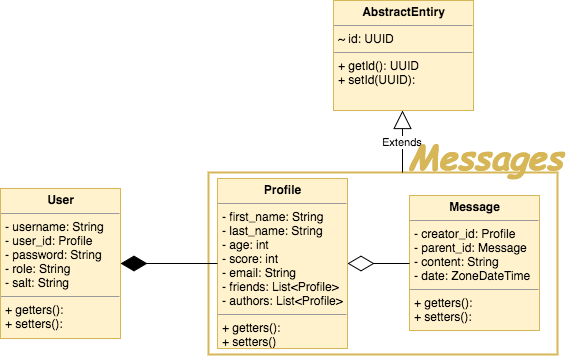 AbstractEntiry
~ id: UUID
+ getId(): UUID
+ setId(UUID):
Extends
Messages
User
- username: String
- user_id: Profile
- password: String
- role: String
- salt: String
+ getters():
+ setters():
Profile
- first_name: String
- last_name: String
- age: int
- score: int
- email: String
- friends: List<Profile>
- authors: List<Profile>
+ getters():
+ setters()
Message
- creator_id: Profile
- parent_id: Message
- content: String
- date: ZoneDateTime
+ getters():
+ setters():